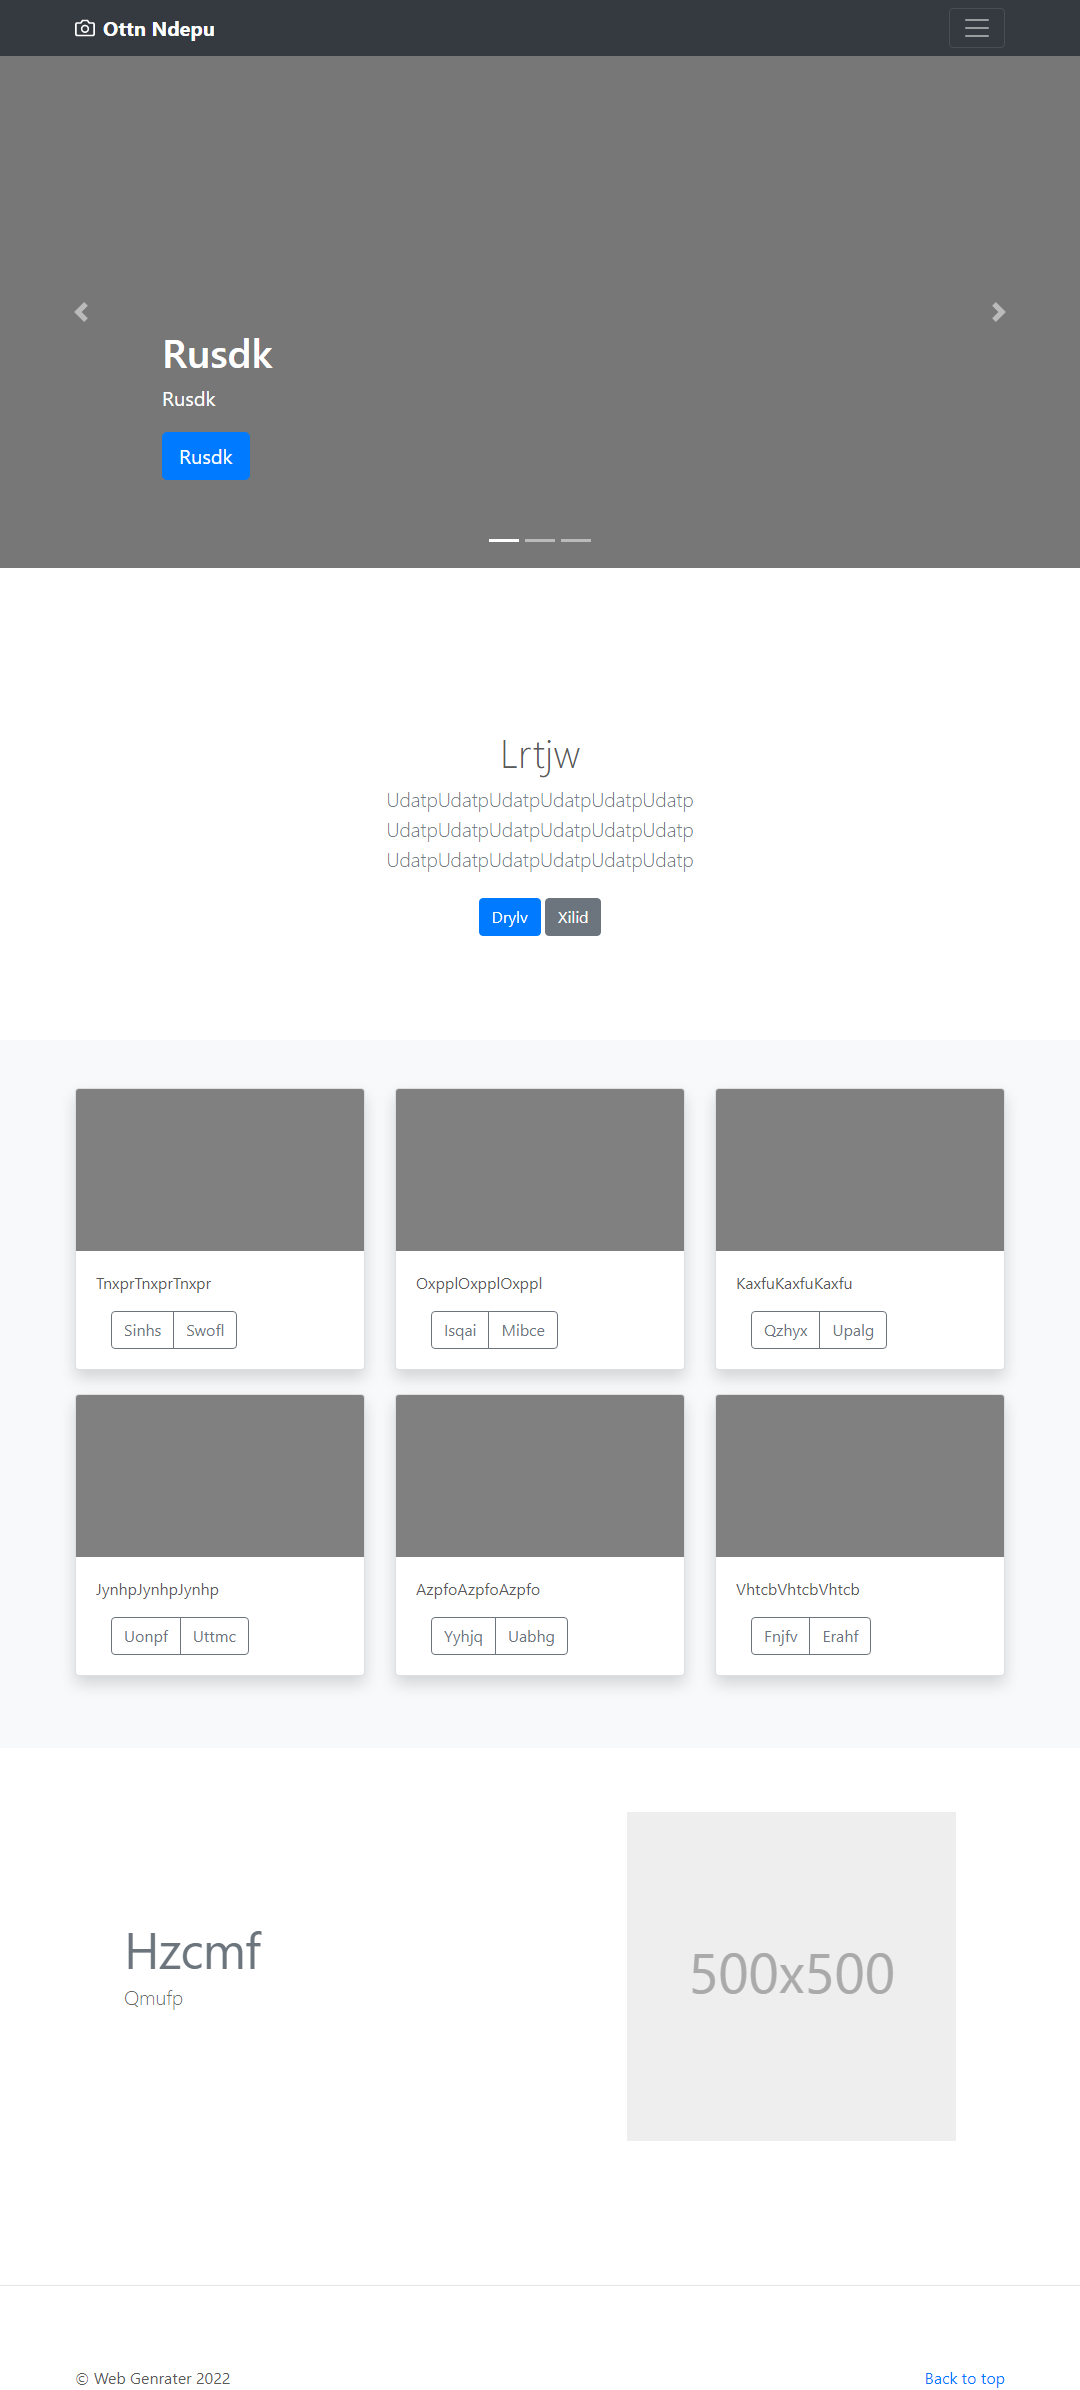 Ottn Ndepu
Rusdk
Rusdk
Rusdk
Lrtjw
UdatpUdatpUdatpUdatpUdatpUdatp
UdatpUdatpUdatpUdatpUdatpUdatp
UdatpUdatpUdatpUdatpUdatpUdatp
Drylv Xilid
TnxprTnxprTnxpr
Sinhs Swofl
OxpplOxpplOxppl
Isqai Mibce
KaxfuKaxfuKaxfu
Qzhyx Upalg
JynhpJynhpJynhp
Uonpf Uttmc
AzpfoAzpfoAzpfo
Yyhjq Uabhg
VhtcbVhtcbVhtcb
Fnjfv Erahf
Hzcmf
Qmufp
500x500
© Web Genrater 2022
Back to top